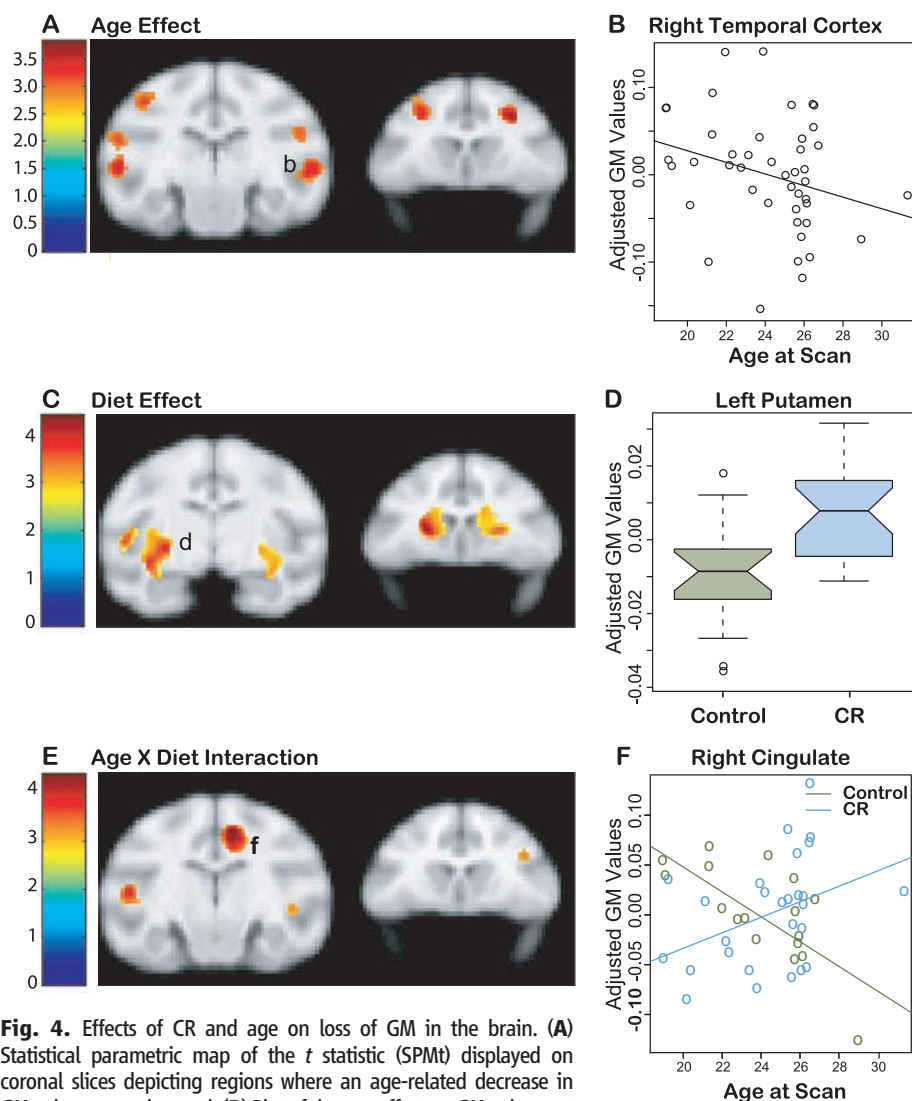 A Age Effect
3.5
3.0
2.5
2.0
1.5
1.0
0.5
0
b
B Right Temporal Cortex
Adjusted GM Values
0.10
0.00
-0.10
20 22 24 26 28 30
Age at Scan
C Diet Effect
4
3
2
1
0
d
D Left Putamen
Adjusted GM Values
0.02
0.00
-0.02
-0.04
Control CR
E Age X Diet Interaction
4
3
2
1
0
f
F Right Cingulate
Control
CR
Adjusted GM Values
0.10
0.05
0.00
-0.05
-0.10
20 22 24 26 28 30
Age at Scan
Fig. 4. Effects of CR and age on loss of GM in the brain. (A)
Statistical parametric map of the t statistic (SPMt) displayed on
coronal slices depicting regions where an age-related decrease in